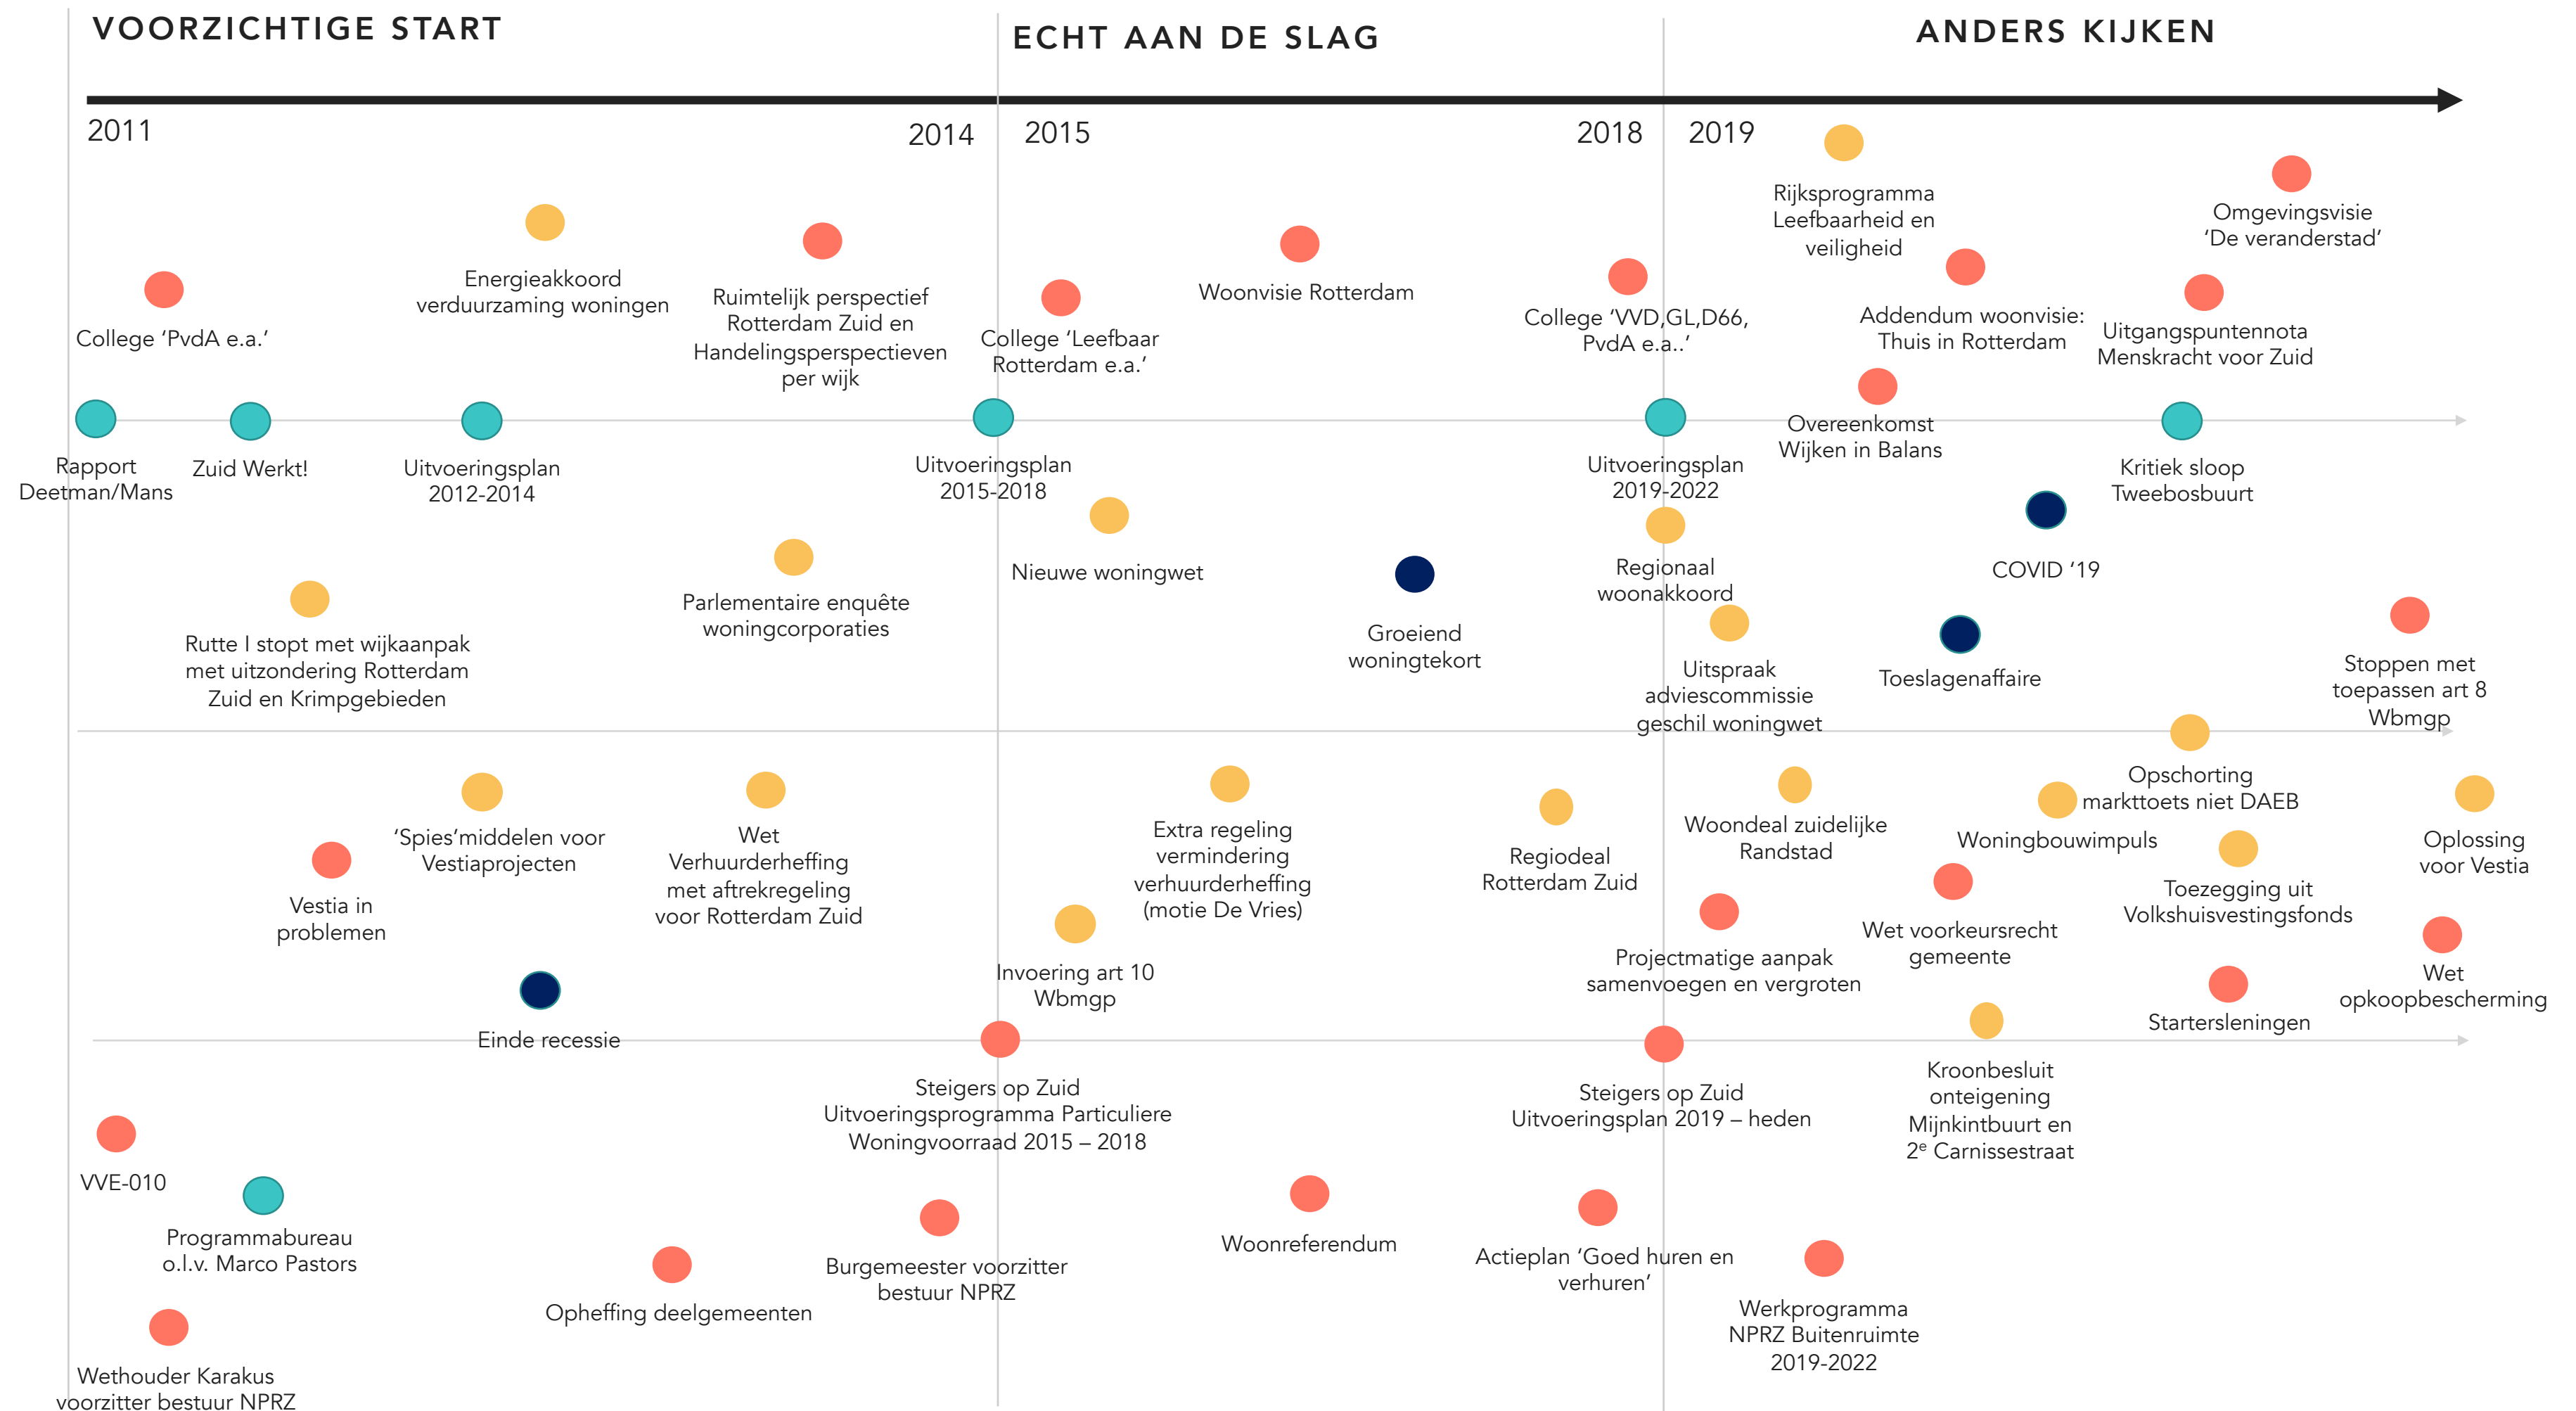 VOORZICHTIGE START
ECHT AAN DE SLAG
ANDERS KIJKEN
2011
2014
2015
2018
2019
Rijksprogramma
Leefbaarheid en
veiligheid
Omgevingsvisie
‘De veranderstad’
Energieakkoord
verduurzaming woningen
Ruimtelijk perspectief
Rotterdam Zuid en
Handelingsperspectieven
per wijk
Woonvisie Rotterdam
College ‘PvdA e.a.’
College ‘Leefbaar
Rotterdam e.a.’
College ‘VVD,GL,D66,
PvdA e.a..’
Addendum woonvisie:
Thuis in Rotterdam
Uitgangspuntennota
Menskracht voor Zuid
Overeenkomst
Wijken in Balans
Rapport
Deetman/Mans
Zuid Werkt!
Uitvoeringsplan
2012-2014
Uitvoeringsplan
2015-2018
Uitvoeringsplan
2019-2022
Kritiek sloop
Tweebosbuurt
Nieuwe woningwet
Regionaal
woonakkoord
COVID ‘19
Parlementaire enquête
woningcorporaties
Rutte I stopt met wijkaanpak
met uitzondering Rotterdam
Zuid en Krimpgebieden
Groeiend
woningtekort
Uitspraak
adviescommissie
geschil woningwet
Toeslagenaffaire
Stoppen met
toepassen art 8
Wbmgp
Opschorting
markttoets niet DAEB
‘Spies’middelen voor
Vestiaprojecten
Wet
Verhuurderheffing
met aftrekregeling
voor Rotterdam Zuid
Extra regeling
vermindering
verhuurderheffing
(motie De Vries)
Regiodeal
Rotterdam Zuid
Woondeal zuidelijke
Randstad
Woningbouwimpuls
Oplossing
voor Vestia
Vestia in
problemen
Toezegging uit
Volkshuisvestingsfonds
Wet voorkeursrecht
gemeente
Projectmatige aanpak
samenvoegen en vergroten
Invoering art 10
Wbmgp
Wet
opkoopbescherming
Startersleningen
Einde recessie
Steigers op Zuid
Uitvoeringsprogramma Particuliere
Woningvoorraad 2015 – 2018
Steigers op Zuid
Uitvoeringsplan 2019 – heden
Kroonbesluit
onteigening
Mijnkintbuurt en
2e Carnissestraat
VVE-010
Programmabureau
o.l.v. Marco Pastors
Burgemeester voorzitter
bestuur NPRZ
Woonreferendum
Actieplan ‘Goed huren en
verhuren’
Opheffing deelgemeenten
Werkprogramma
NPRZ Buitenruimte
2019-2022
Wethouder Karakus
voorzitter bestuur NPRZ